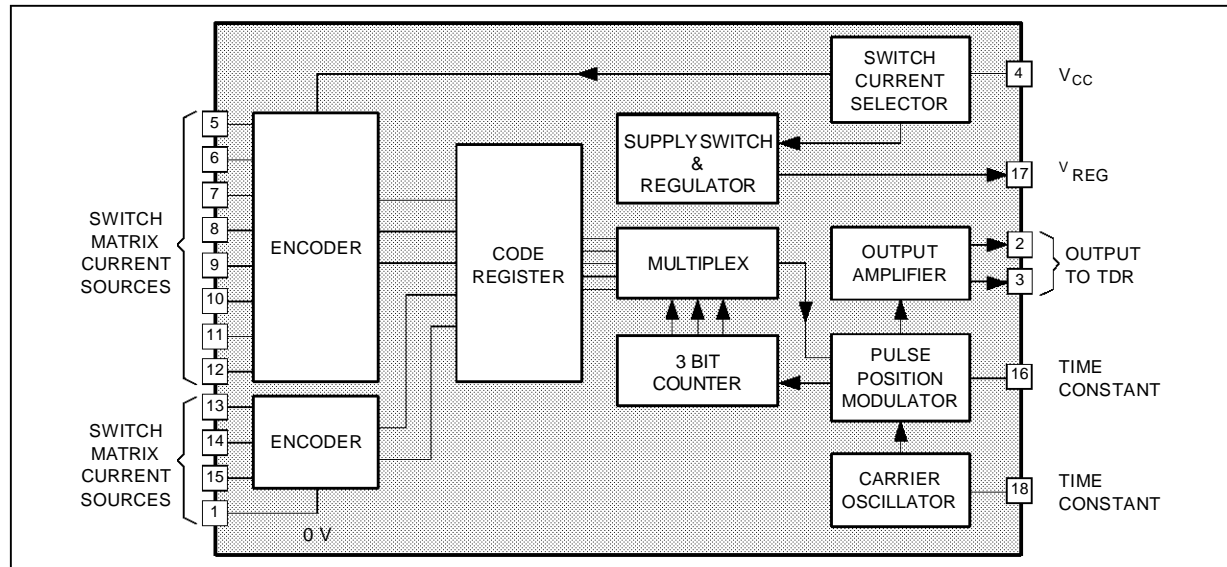 SWITCH
CURRENT
SELECTOR
4
VCC
5
6
7
8
9
10
11
12
SWITCH
MATRIX
CURRENT
SOURCES
ENCODER
CODE
REGISTER
SUPPLY SWITCH
&
REGULATOR
17
VREG
MULTIPLEX
OUTPUT
AMPLIFIER
2
3
OUTPUT
TO TDR
3 BIT
COUNTER
PULSE
POSITION
MODULATOR
16
TIME
CONSTANT
13
14
15
1
SWITCH
MATRIX
CURRENT
SOURCES
ENCODER
0 V
CARRIER
OSCILLATOR
18
TIME
CONSTANT